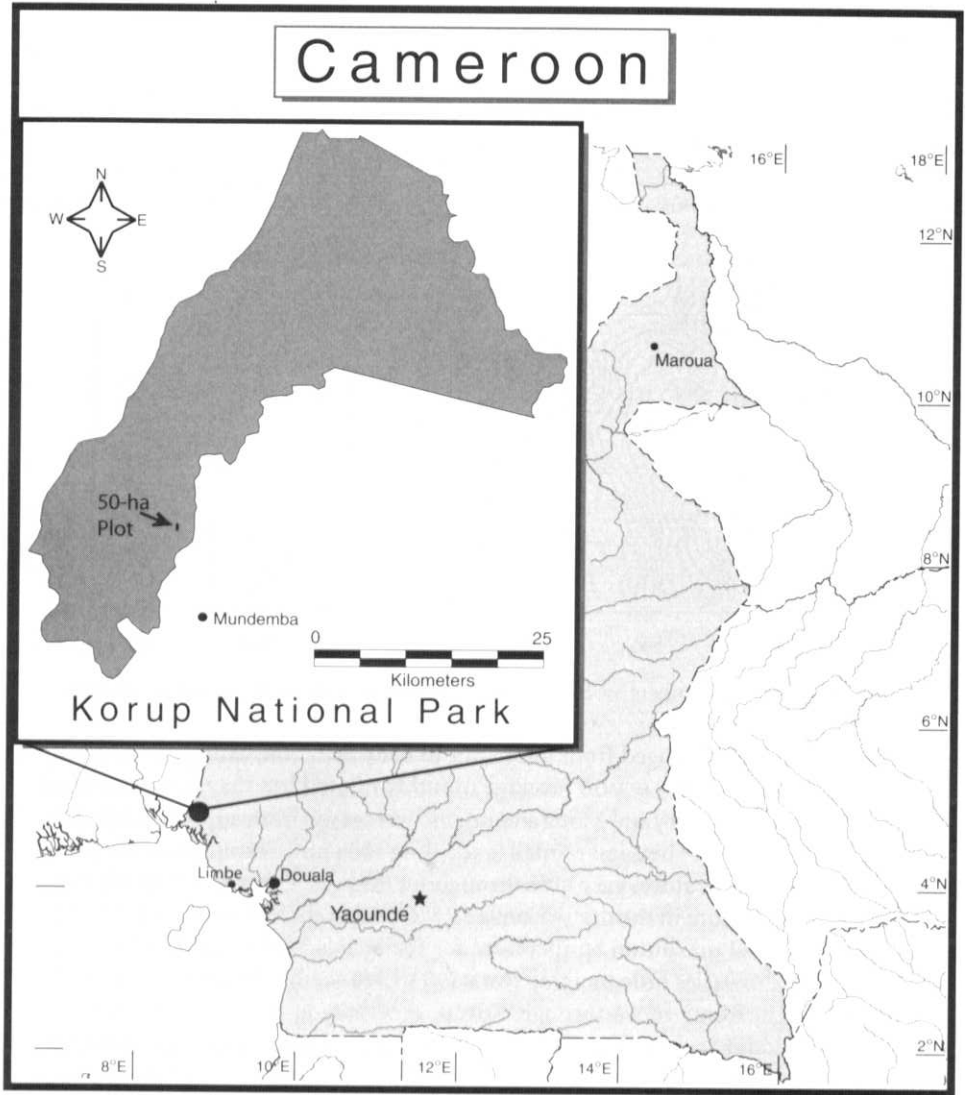 Cameroon
N
W E
S
50-ha
Plot
Mundemba
0 25
Kilometers
Korup National Park
16°E
18°E
12°N
Maroua
10°N
8°N
6°N
Limbe
Douala
4°N
Yaoundé
2°N
8°E
10°E
12°E
14°E
16°E